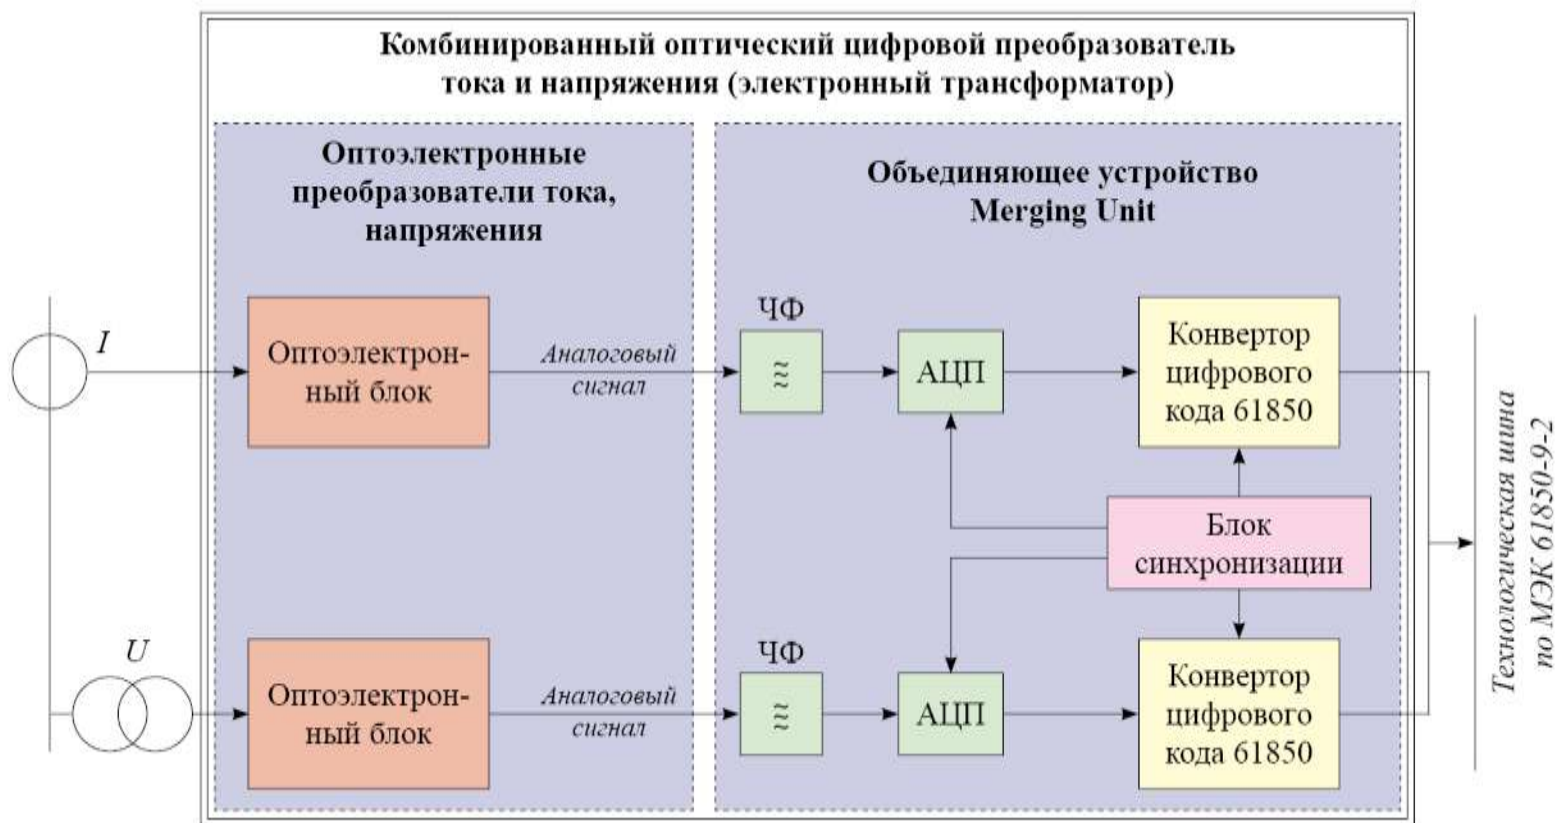 Комбинированный оптический цифровой преобразователь
тока и напряжения (электронный трансформатор)
Оптоэлектронные
преобразователи тока,
напряжения
Объединяющее устройство
Merging Unit
I
Оптоэлектрон-
ный блок
Аналоговый
сигнал
ЧФ
АЦП
Конвертор
цифрового
кода 61850
Блок
синхронизации
U
Оптоэлектрон-
ный блок
Аналоговый
сигнал
ЧФ
АЦП
Конвертор
цифрового
кода 61850
Технологическая шина
по МЭК 61850-9-2